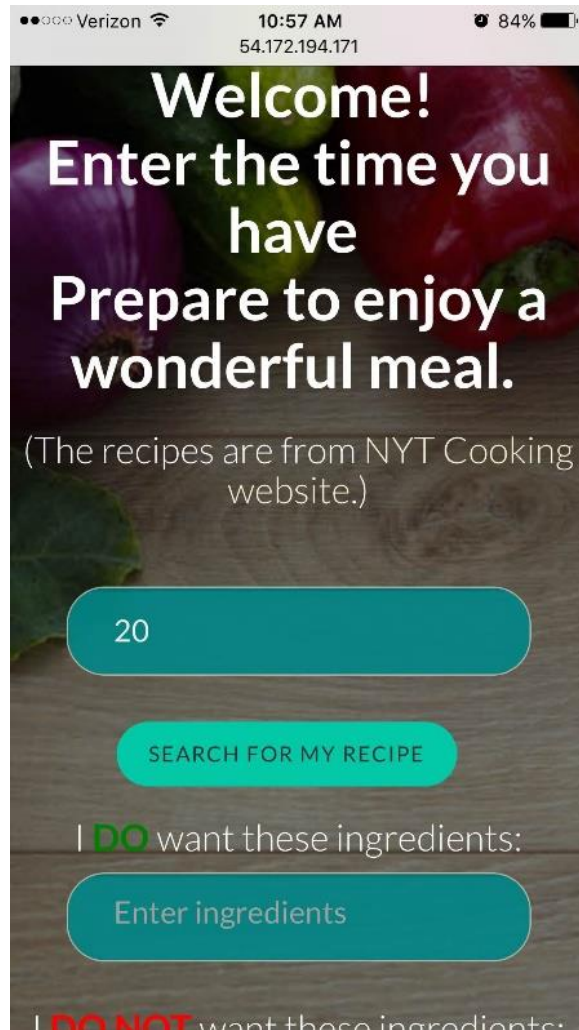 Verizon 10:57 AM 84%
54.172.194.171
Welcome!
Enter the time you
have
Prepare to enjoy a
wonderful meal.
(The recipes are from NYT Cooking
website.)
20
SEARCH FOR MY RECIPE
I DO want these ingredients:
Enter ingredients
I DO NOT want these ingredients: